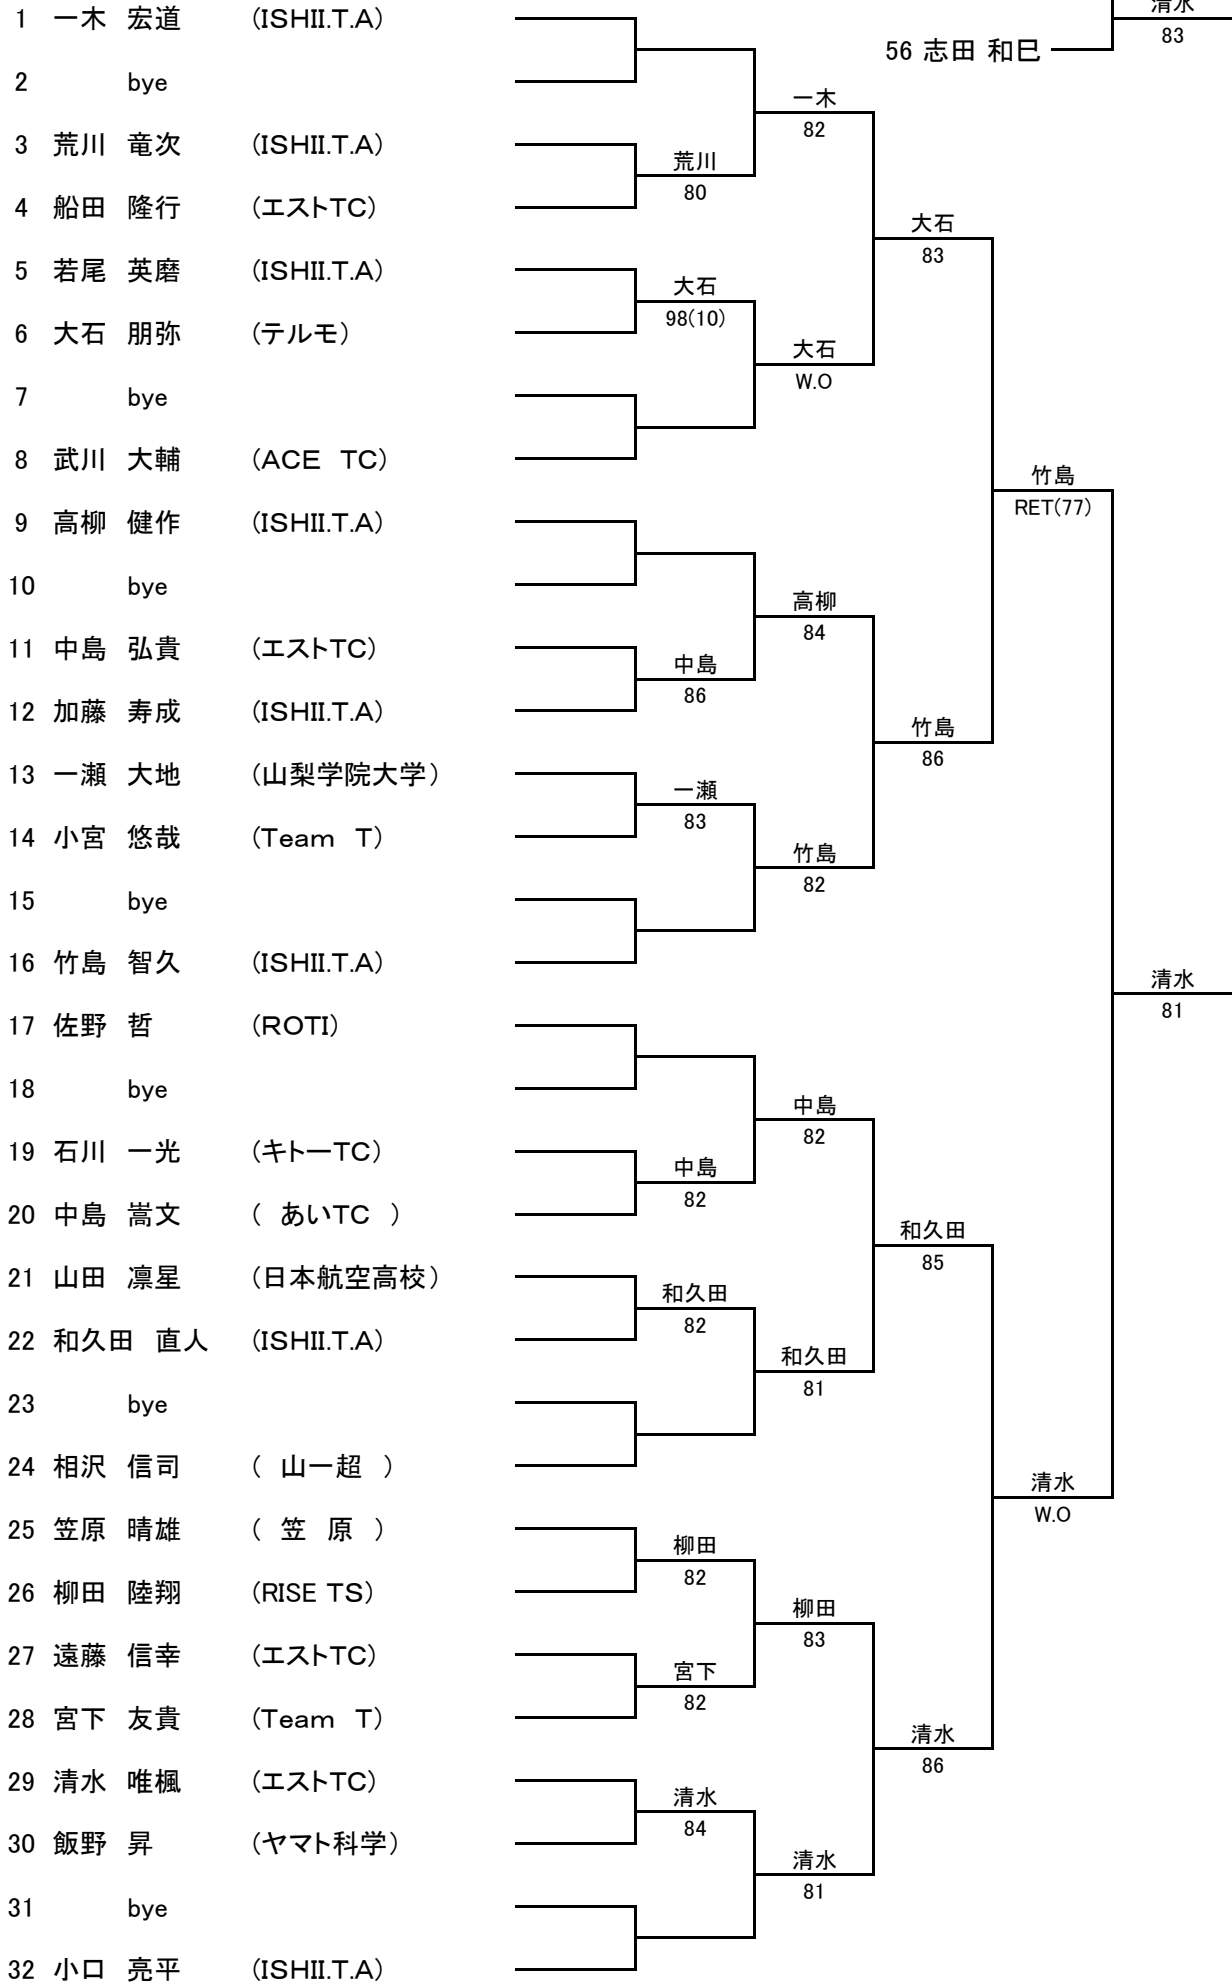 清水
83
56 志田 和巳
1 一木 宏道 (ISHII.T.A)
2 bye
3 荒川 竜次 (ISHII.T.A)
4 船田 隆行 (エストTC)
5 若尾 英磨 (ISHII.T.A)
6 大石 朋弥 (テルモ)
7 bye
8 武川 大輔 (ACE TC)
9 高柳 健作 (ISHII.T.A)
10 bye
11 中島 弘貴 (エストTC)
12 加藤 寿成 (ISHII.T.A)
13 一瀬 大地 (山梨学院大学)
14 小宮 悠哉 (Team T)
15 bye
16 竹島 智久 (ISHII.T.A)
17 佐野 哲 (ROTI)
18 bye
19 石川 一光 (キトーTC)
20 中島 嵩文 ( あいTC )
21 山田 凛星 (日本航空高校)
22 和久田 直人 (ISHII.T.A)
23 bye
24 相沢 信司 ( 山一超 )
25 笠原 晴雄 ( 笠 原 )
26 柳田 陸翔 (RISE TS)
27 遠藤 信幸 (エストTC)
28 宮下 友貴 (Team T)
29 清水 唯楓 (エストTC)
30 飯野 昇 (ヤマト科学)
31 bye
32 小口 亮平 (ISHII.T.A)
荒川
80
大石
98(10)
中島
86
一瀬
83
中島
82
和久田
82
柳田
82
宮下
82
清水
84
一木
82
大石
W.O
高柳
84
竹島
82
中島
82
和久田
81
柳田
83
清水
81
大石
83
竹島
86
和久田
85
清水
86
竹島
RET(77)
清水
W.O
清水
81